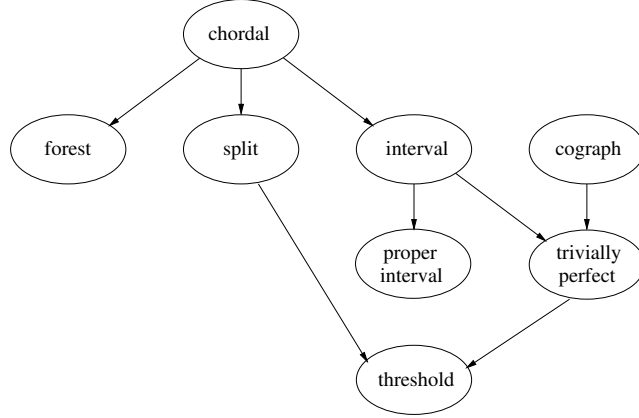 chordal
forest
split
interval
cograph
proper
interval
trivially
perfect
threshold